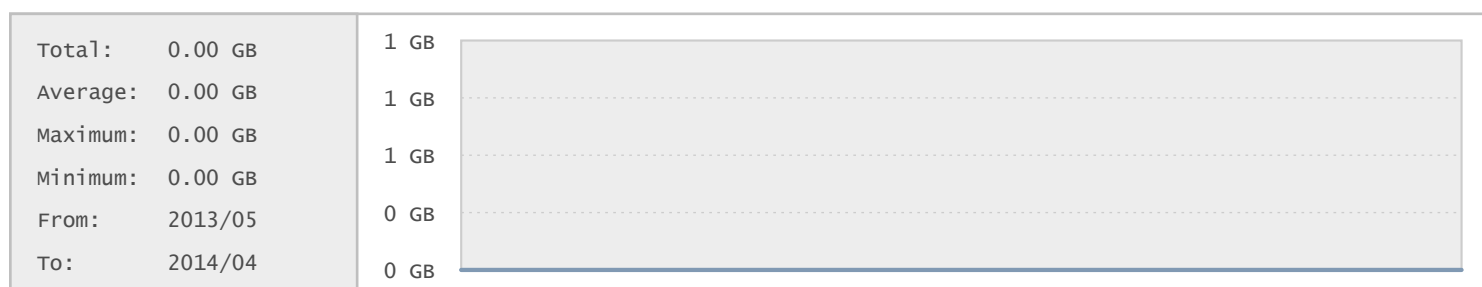 Total: 0.00 GB
Average: 0.00 GB
Maximum: 0.00 GB
Minimum: 0.00 GB
From: 2013/05
To: 2014/04
1 GB
1 GB
1 GB
0 GB
0 GB